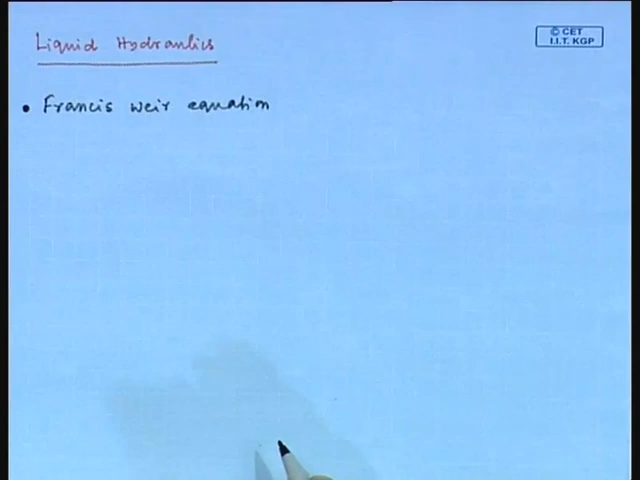 Liquid Hydraulics
© CET
I.I.T. KGP
• Francis weir equation